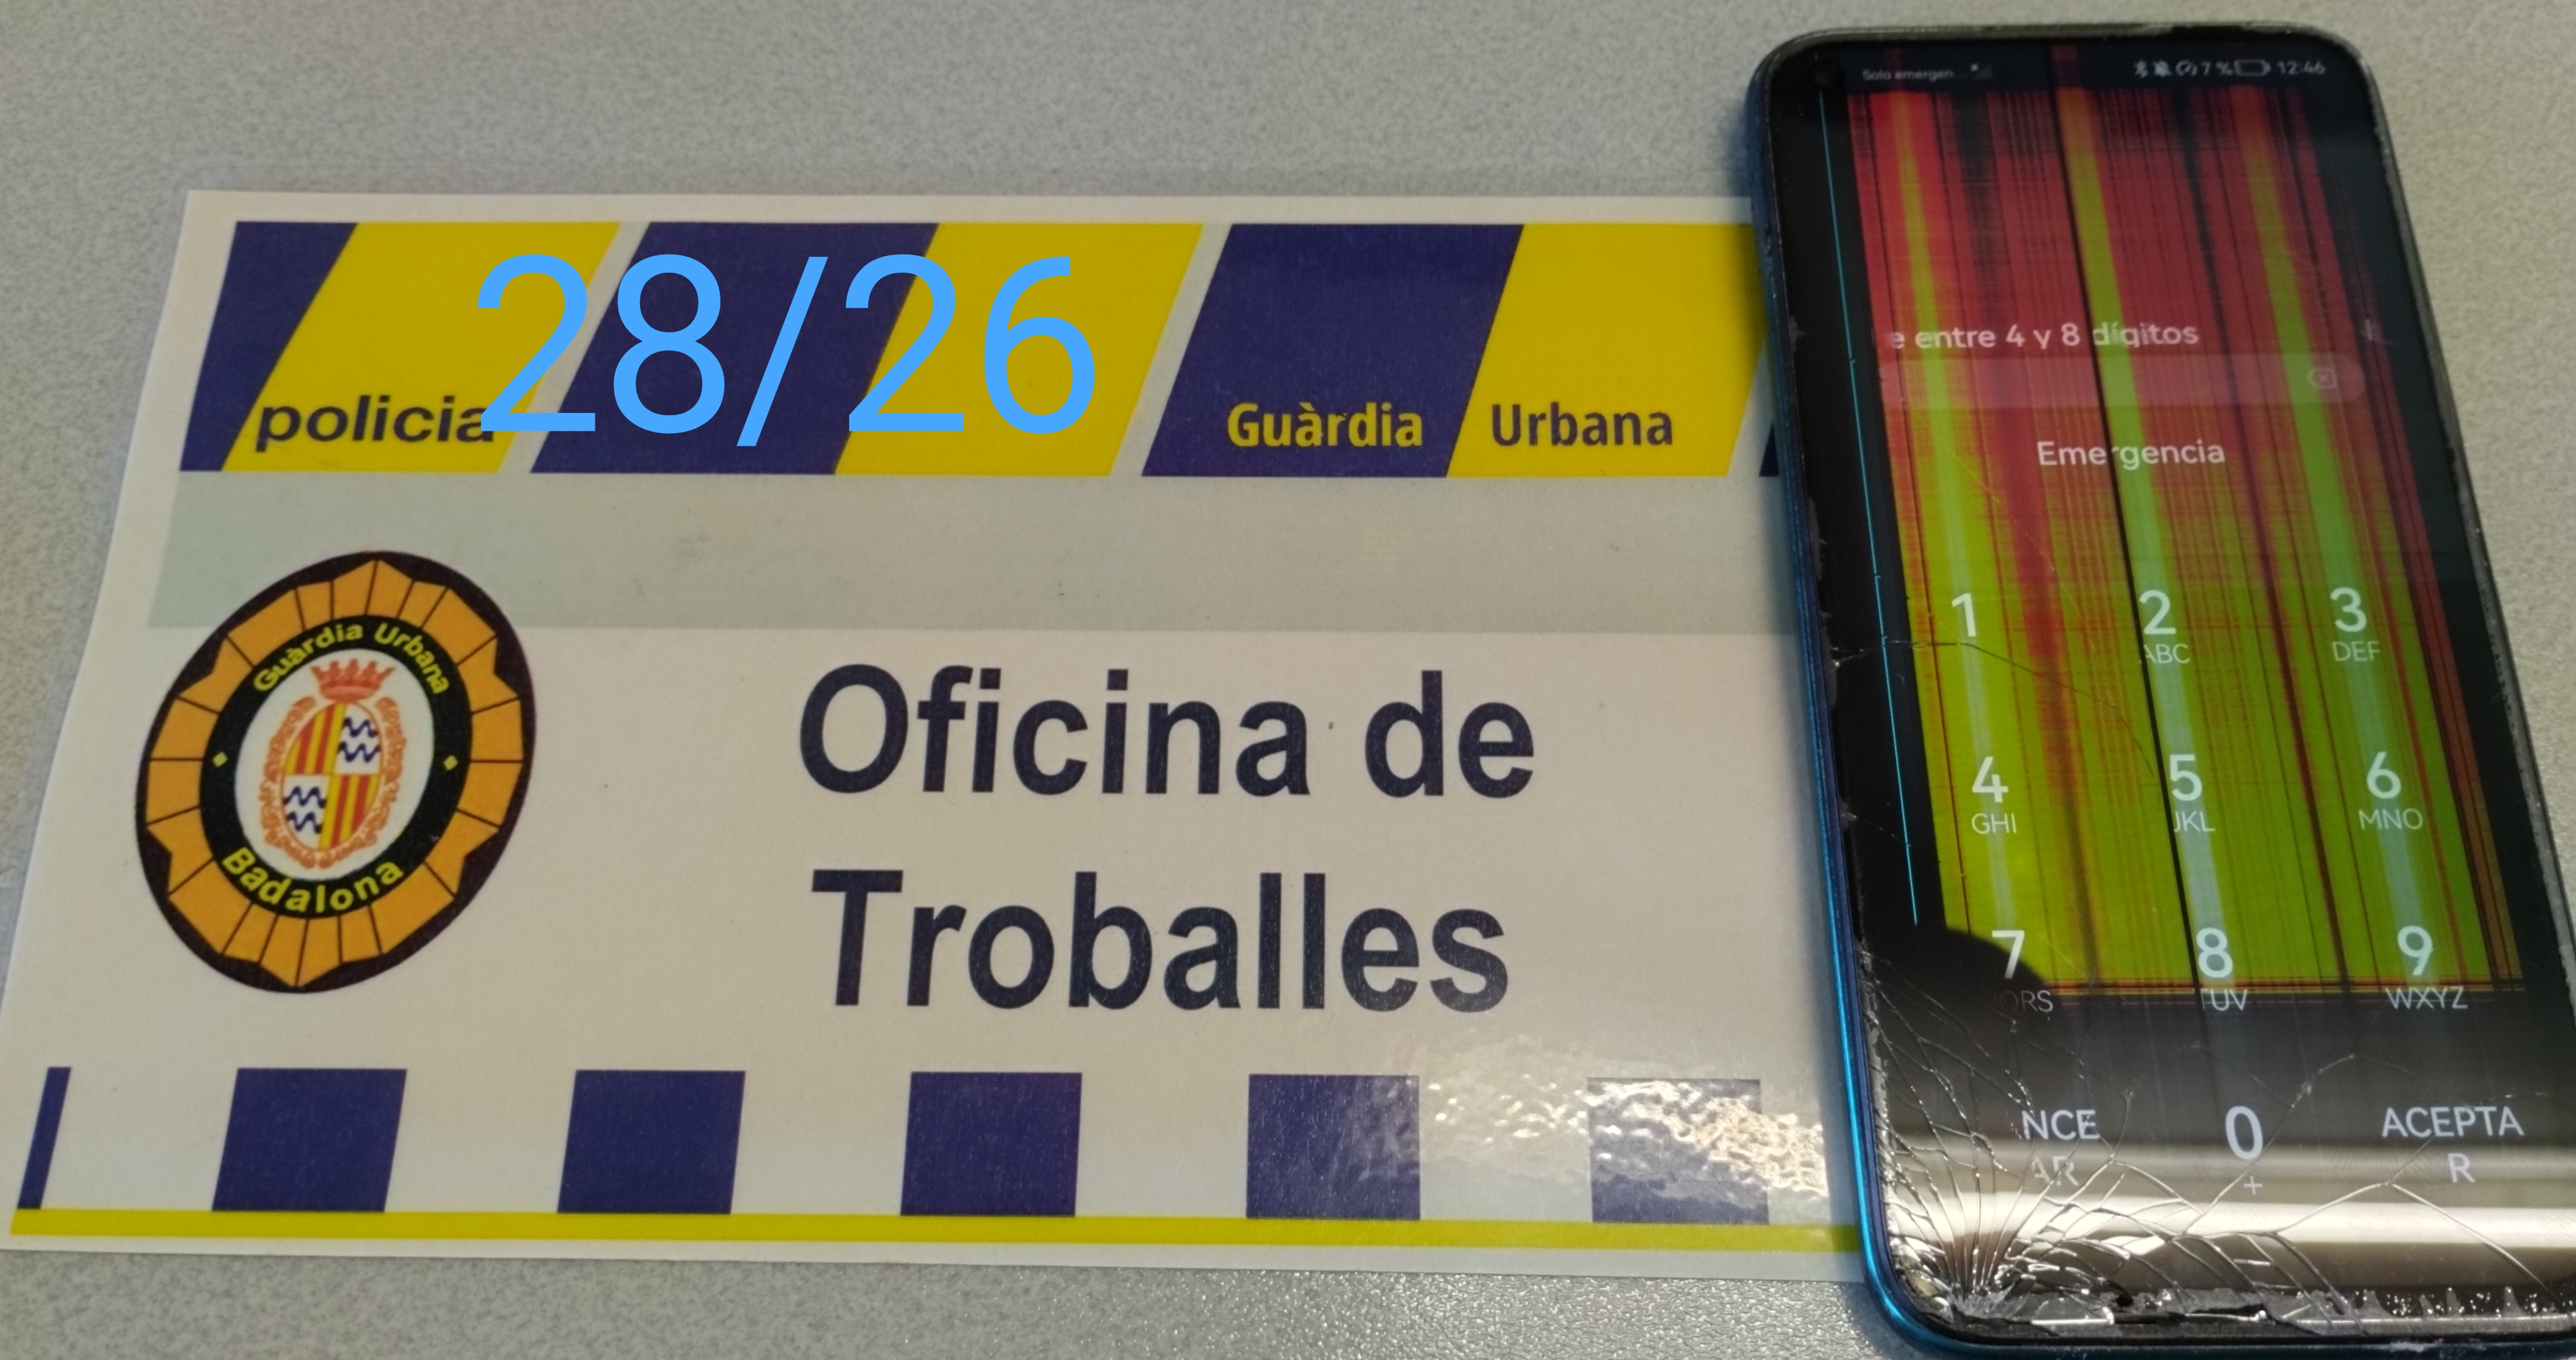 28/26
policia
Guàrdia Urbana
Guàrdia Urbana
Badalona
Oficina de
Troballes
Solo emergen...
7 % 12:46
e entre 4 y 8 dígitos
Emergencia
1 2 3
ABC DEF
4 5 6
GHI JKL MNO
7 8 9
PQRS TUV WXYZ
NCE 0 ACEPTA
AR + R